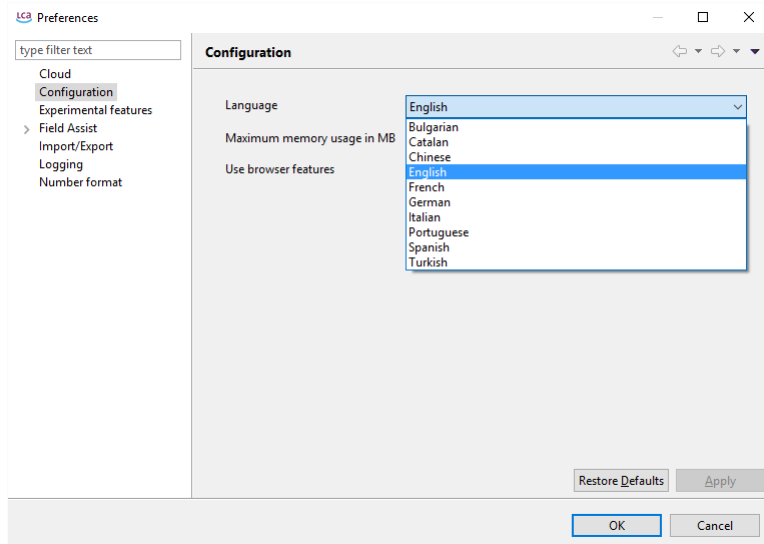 LCA Preferences
type filter text
Cloud
Configuration
Experimental features
Field Assist
Import/Export
Logging
Number format
Configuration
Language
English
Maximum memory usage in MB
Use browser features
Bulgarian
Catalan
Chinese
English
French
German
Italian
Portuguese
Spanish
Turkish
Restore Defaults
Apply
OK
Cancel